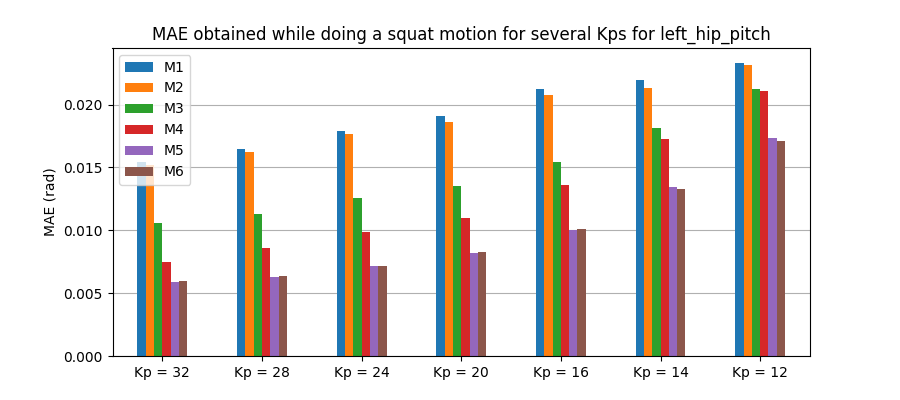 MAE obtained while doing a squat motion for several Kps for left_hip_pitch
M1
M2
M3
M4
M5
M6
MAE (rad)
0.020
0.015
0.010
0.005
0.000
Kp = 32
Kp = 28
Kp = 24
Kp = 20
Kp = 16
Kp = 14
Kp = 12